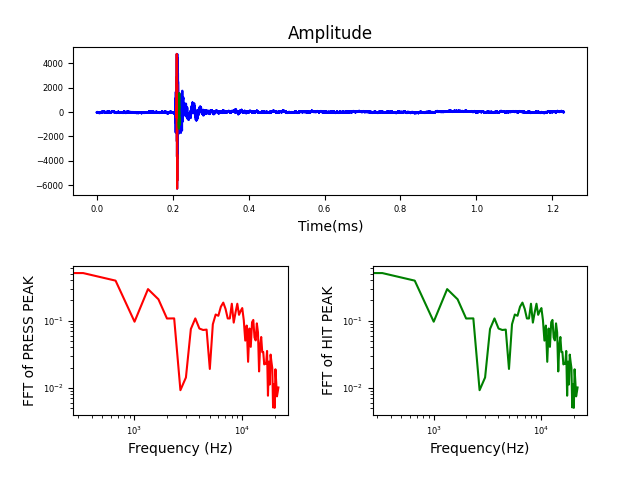 Amplitude
4000
2000
0
−2000
−4000
−6000
0.0 0.2 0.4 0.6 0.8 1.0 1.2
Time(ms)
FFT of PRESS PEAK
10⁻¹
10⁻²
10³ 10⁴
Frequency (Hz)
FFT of HIT PEAK
10⁻¹
10⁻²
10³ 10⁴
Frequency(Hz)